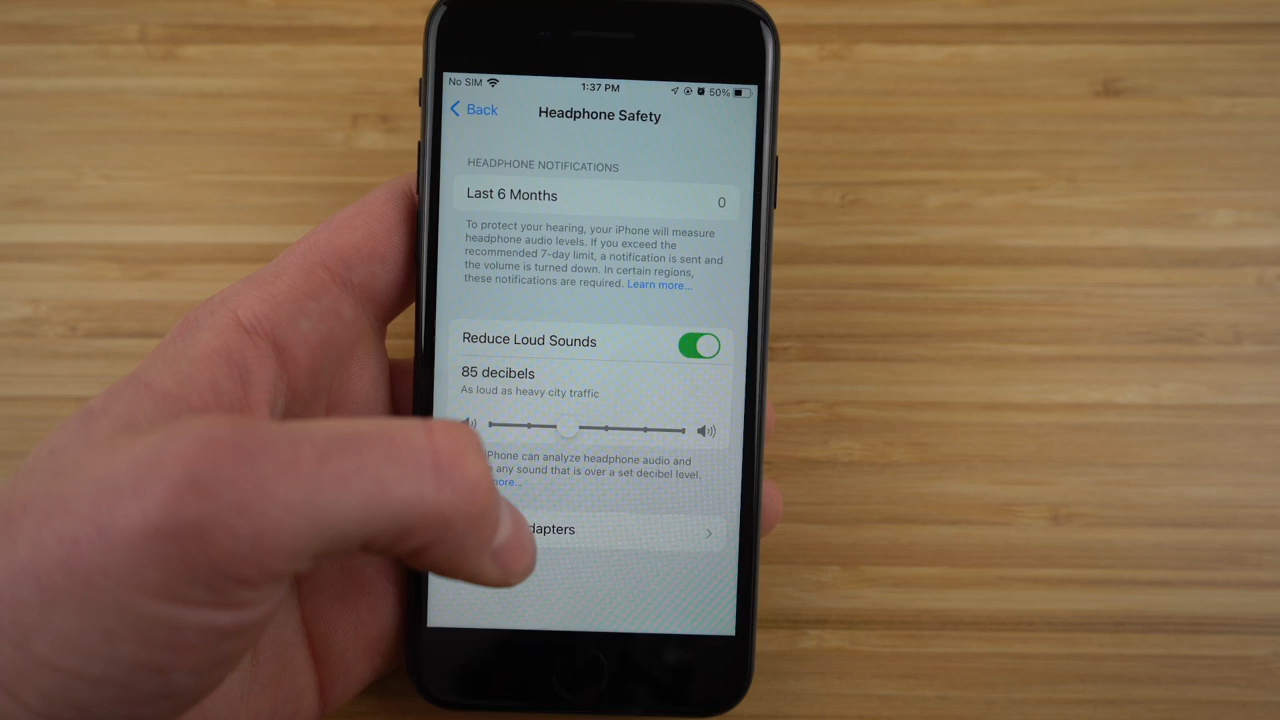 No SIM 1:37 PM 50%
Back Headphone Safety
HEADPHONE NOTIFICATIONS
Last 6 Months 0
To protect your hearing, your iPhone will measure
headphone audio levels. If you exceed the
recommended 7-day limit, a notification is sent and
the volume is turned down. In certain regions,
these notifications are required. Learn more...
Reduce Loud Sounds
85 decibels
As loud as heavy city traffic
iPhone can analyze headphone audio and
any sound that is over a set decibel level.
more...
dapters